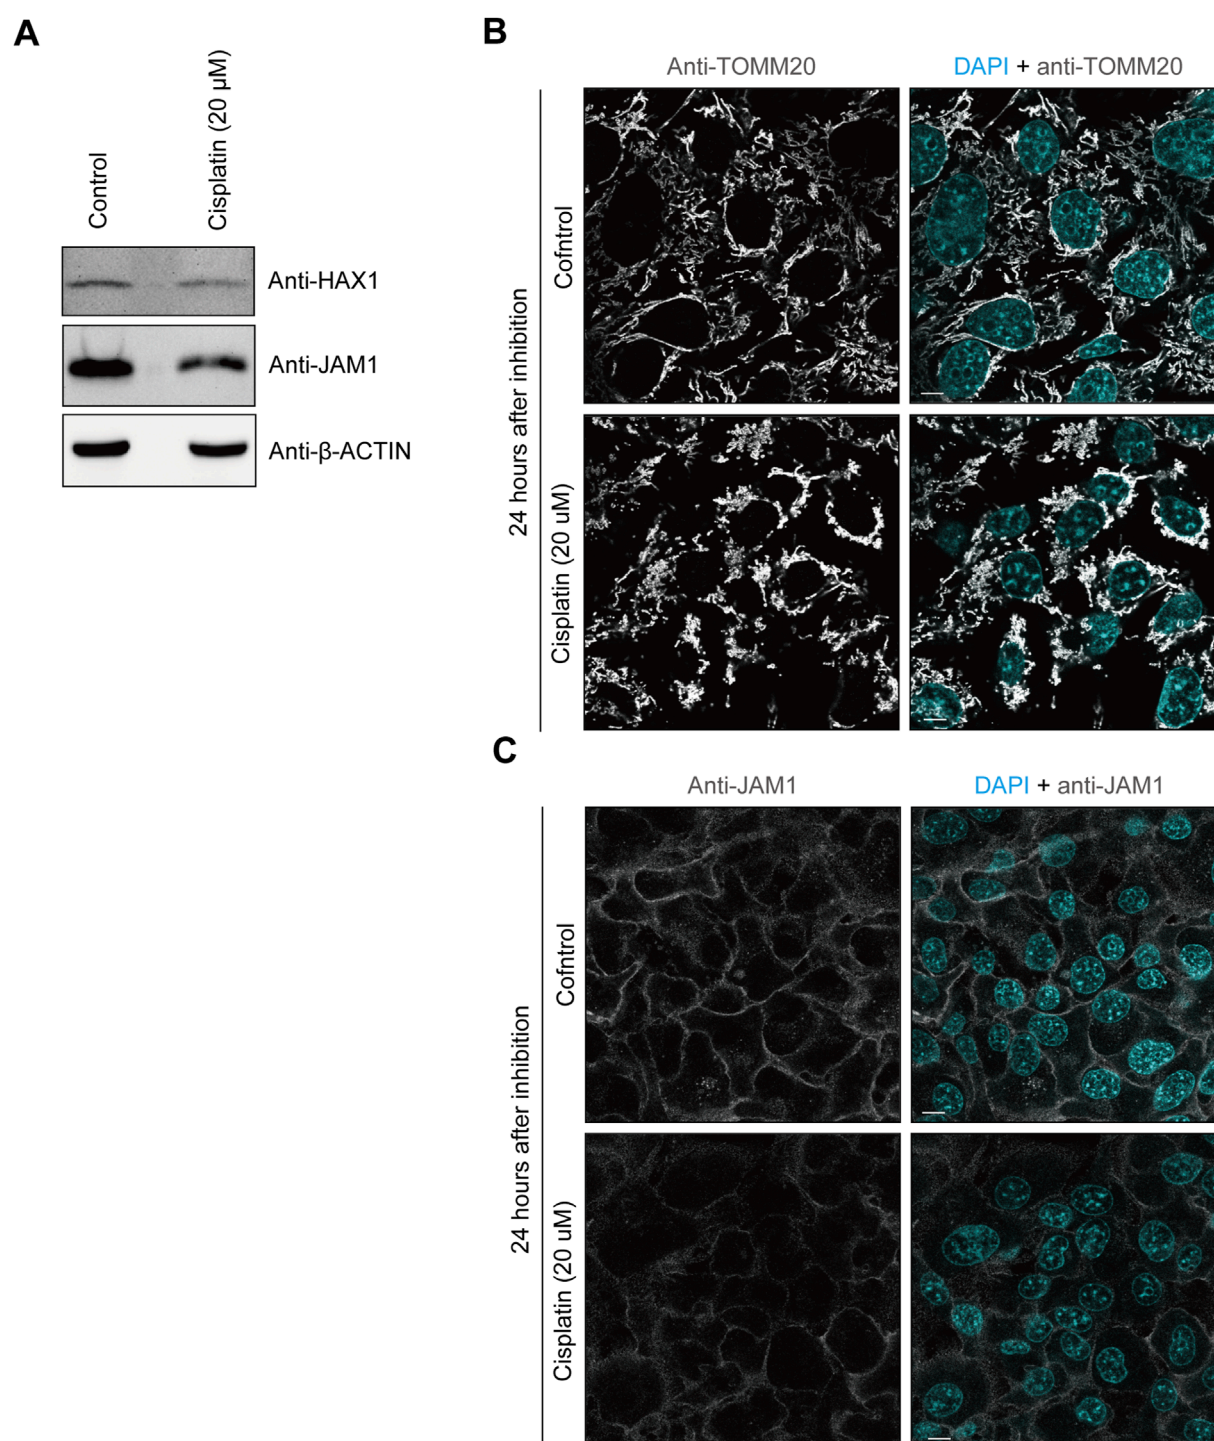 A
Control
Cisplatin (20 µM)
Anti-HAX1
Anti-JAM1
Anti-β-ACTIN
B
Anti-TOMM20
DAPI + anti-TOMM20
24 hours after inhibition
Cofntrol
Cisplatin (20 uM)
C
Anti-JAM1
DAPI + anti-JAM1
24 hours after inhibition
Cofntrol
Cisplatin (20 uM)